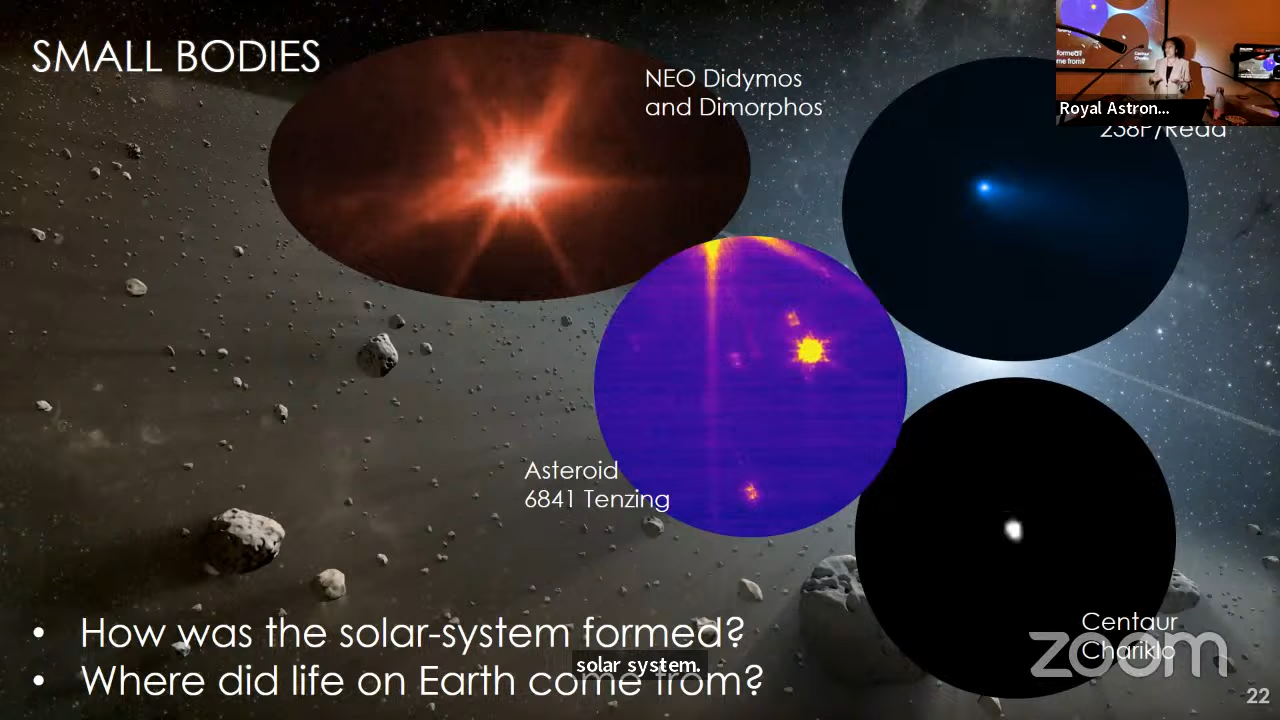 SMALL BODIES
NEO Didymos
and Dimorphos
Royal Astron...
238P/Read
Asteroid
6841 Tenzing
Centaur
Chariklo
zoom
• How was the solar-system formed?
solar system.
• Where did life on Earth come from?
22